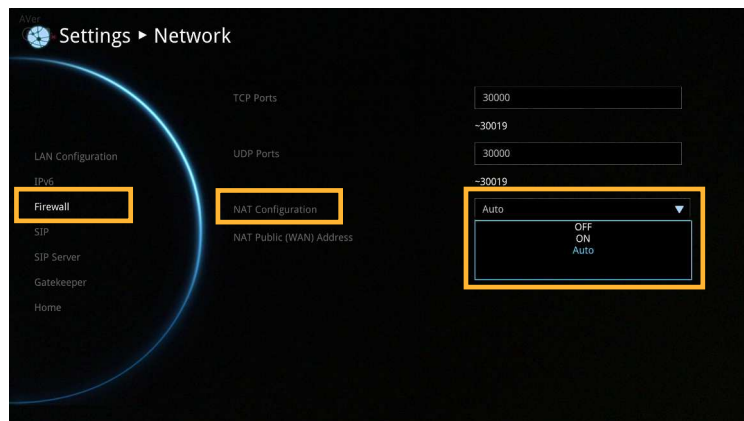 AVer
Settings ▸ Network
TCP Ports
30000
~30019
LAN Configuration
UDP Ports
30000
IPv6
~30019
Firewall
NAT Configuration
Auto
SIP
OFF
NAT Public (WAN) Address
ON
Auto
SIP Server
Gatekeeper
Home